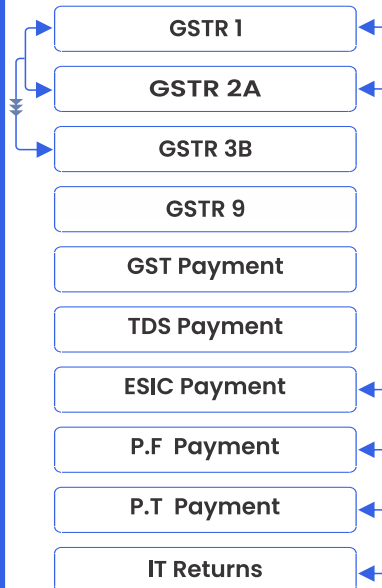 GSTR 1
GSTR 2A
GSTR 3B
GSTR 9
GST Payment
TDS Payment
ESIC Payment
P.F Payment
P.T Payment
IT Returns